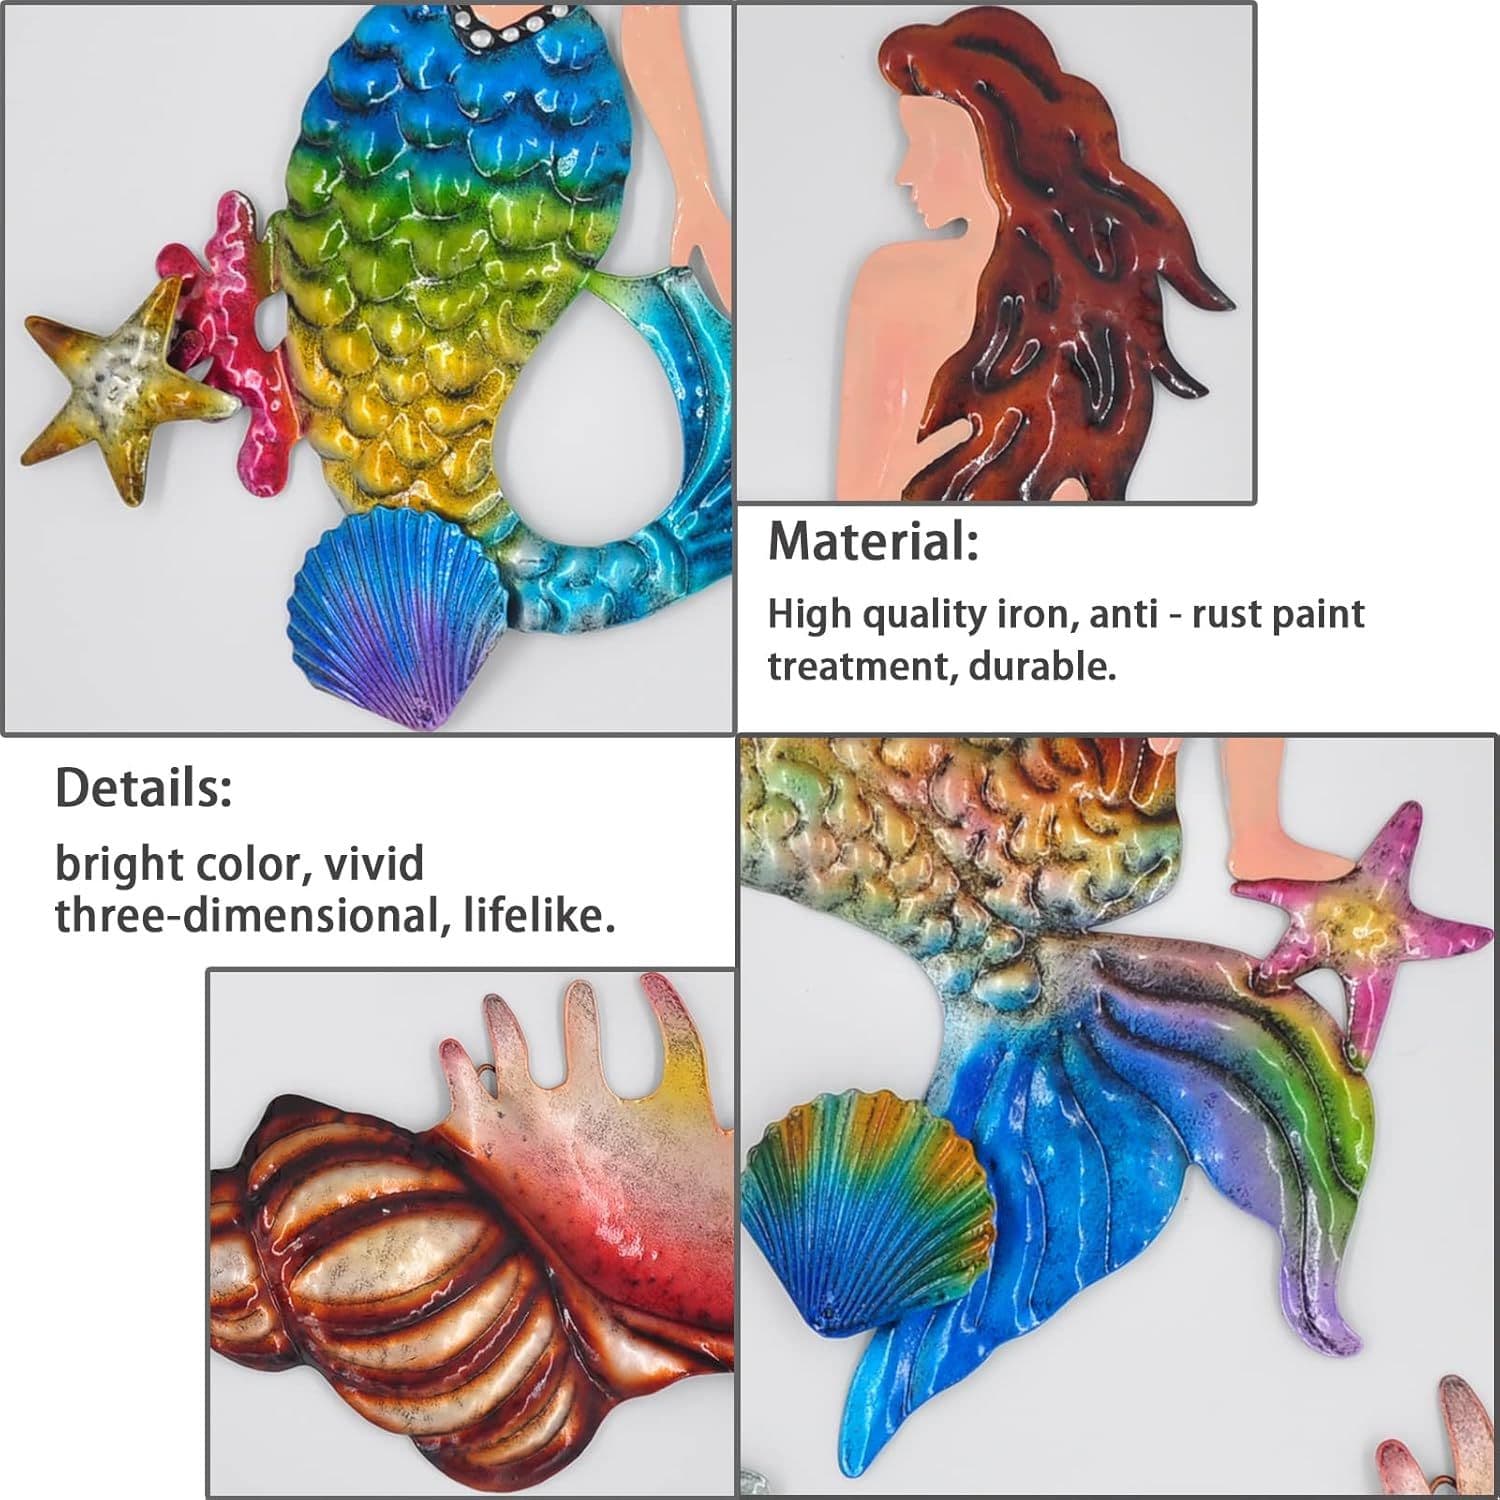 Material:
High quality iron, anti - rust paint
treatment, durable.
Details:
bright color, vivid
three-dimensional, lifelike.